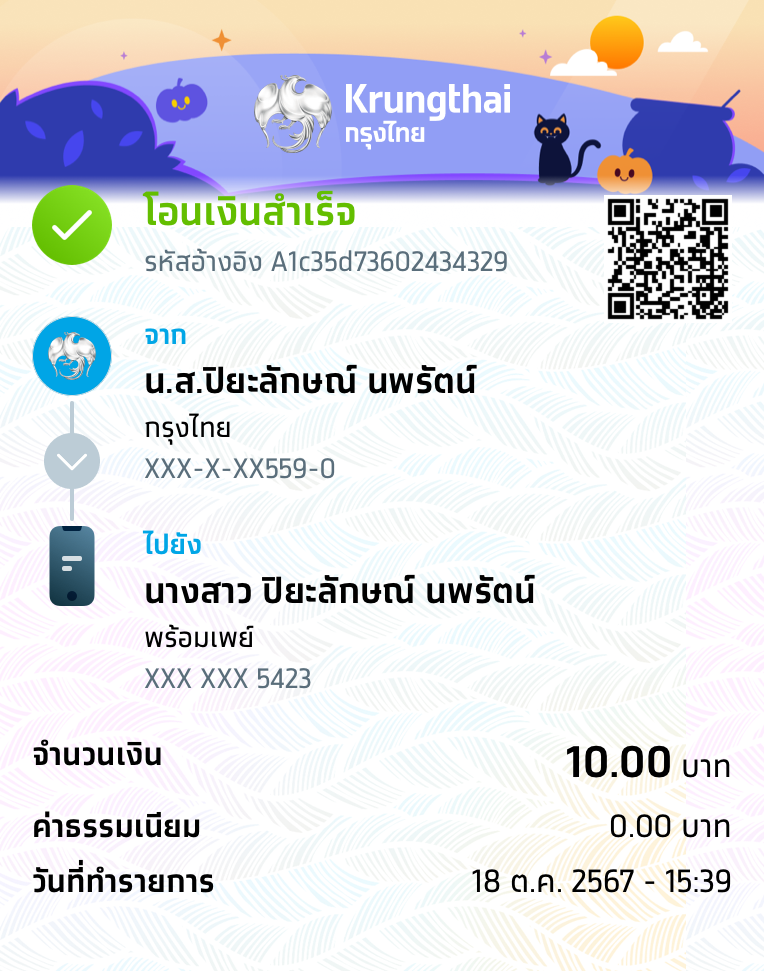 Krungthai
กรุงไทย
โอนเงินสำเร็จ
รหัสอ้างอิง A1c35d73602434329
จาก
น.ส.ปิยะลักษณ์ นพรัตน์
กรุงไทย
XXX-X-XX559-0
ไปยัง
นางสาว ปิยะลักษณ์ นพรัตน์
พร้อมเพย์
XXX XXX 5423
จำนวนเงิน 10.00 บาท
ค่าธรรมเนียม 0.00 บาท
วันที่ทำรายการ 18 ต.ค. 2567 - 15:39